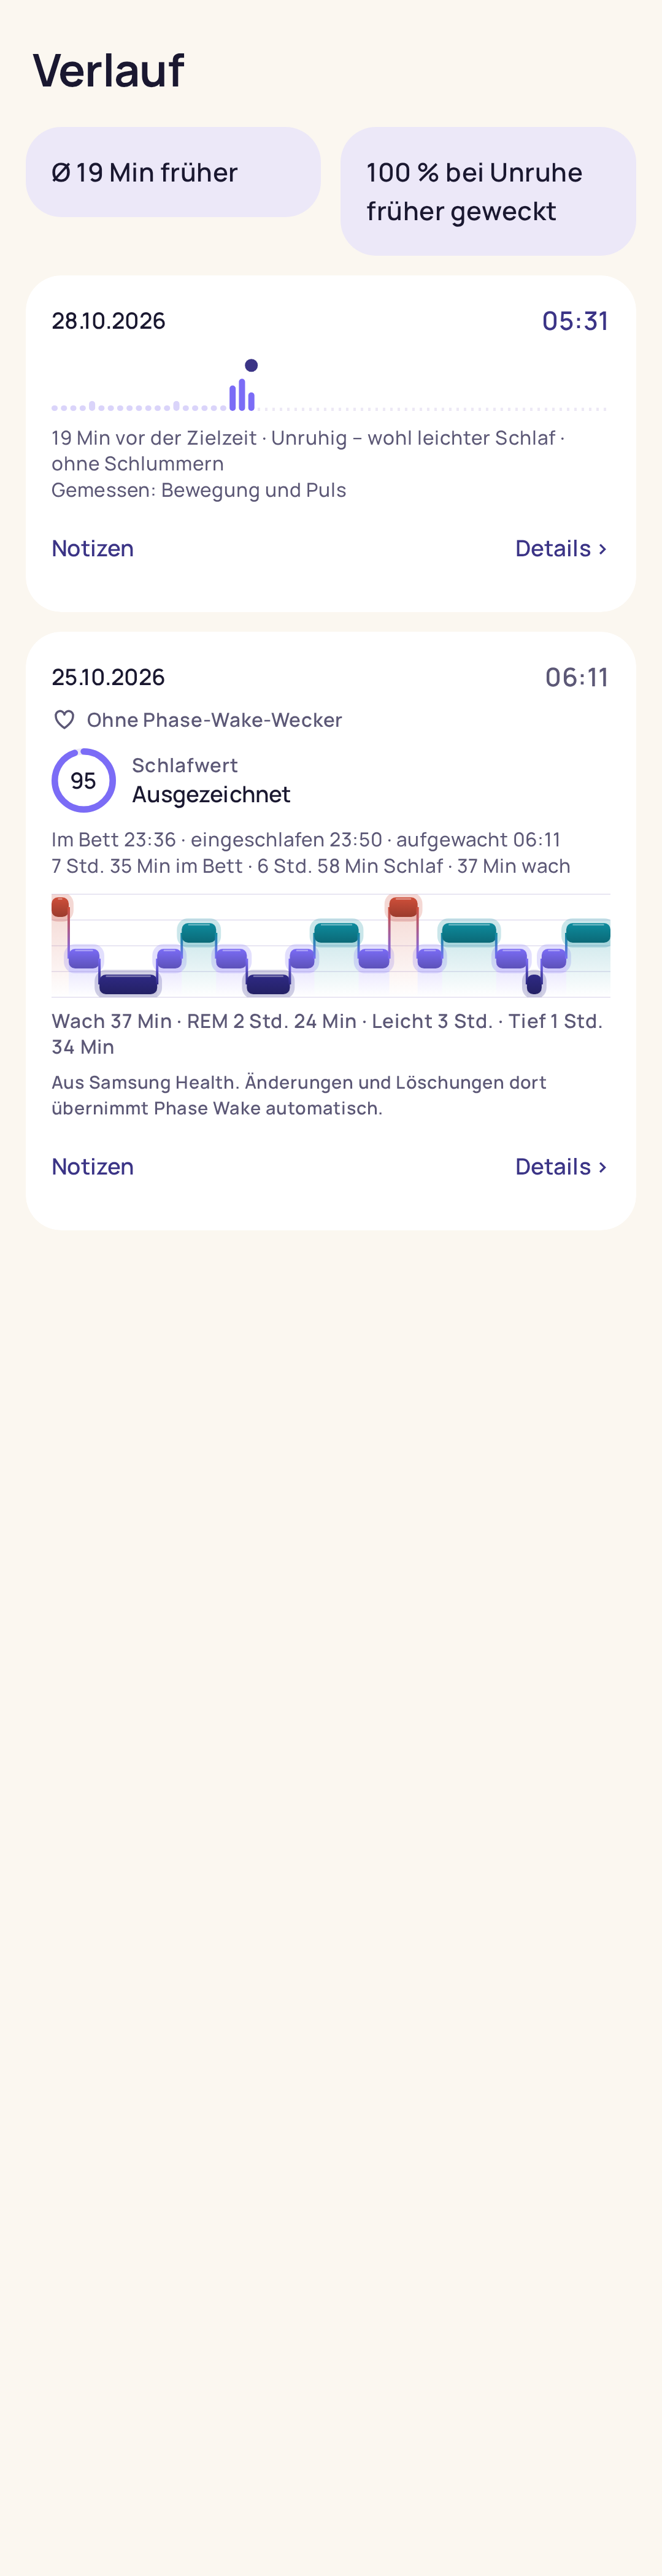 Verlauf
Ø 19 Min früher
100 % bei Unruhe
früher geweckt
28.10.2026
05:31
19 Min vor der Zielzeit · Unruhig – wohl leichter Schlaf ·
ohne Schlummern
Gemessen: Bewegung und Puls
Notizen
Details ›
25.10.2026
06:11
Ohne Phase-Wake-Wecker
95
Schlafwert
Ausgezeichnet
Im Bett 23:36 · eingeschlafen 23:50 · aufgewacht 06:11
7 Std. 35 Min im Bett · 6 Std. 58 Min Schlaf · 37 Min wach
Wach 37 Min · REM 2 Std. 24 Min · Leicht 3 Std. · Tief 1 Std.
34 Min
Aus Samsung Health. Änderungen und Löschungen dort
übernimmt Phase Wake automatisch.
Notizen
Details ›